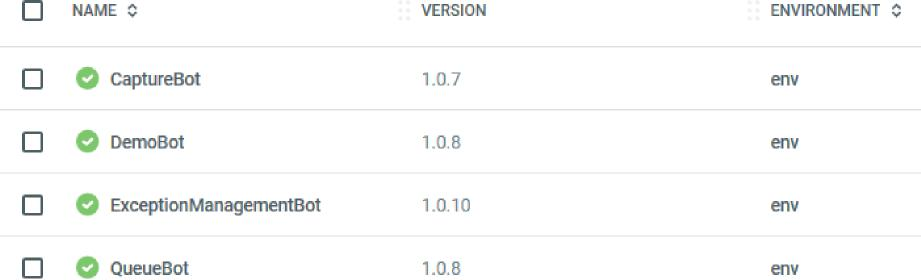 NAME VERSION ENVIRONMENT
CaptureBot 1.0.7 env
DemoBot 1.0.8 env
ExceptionManagementBot 1.0.10 env
QueueBot 1.0.8 env